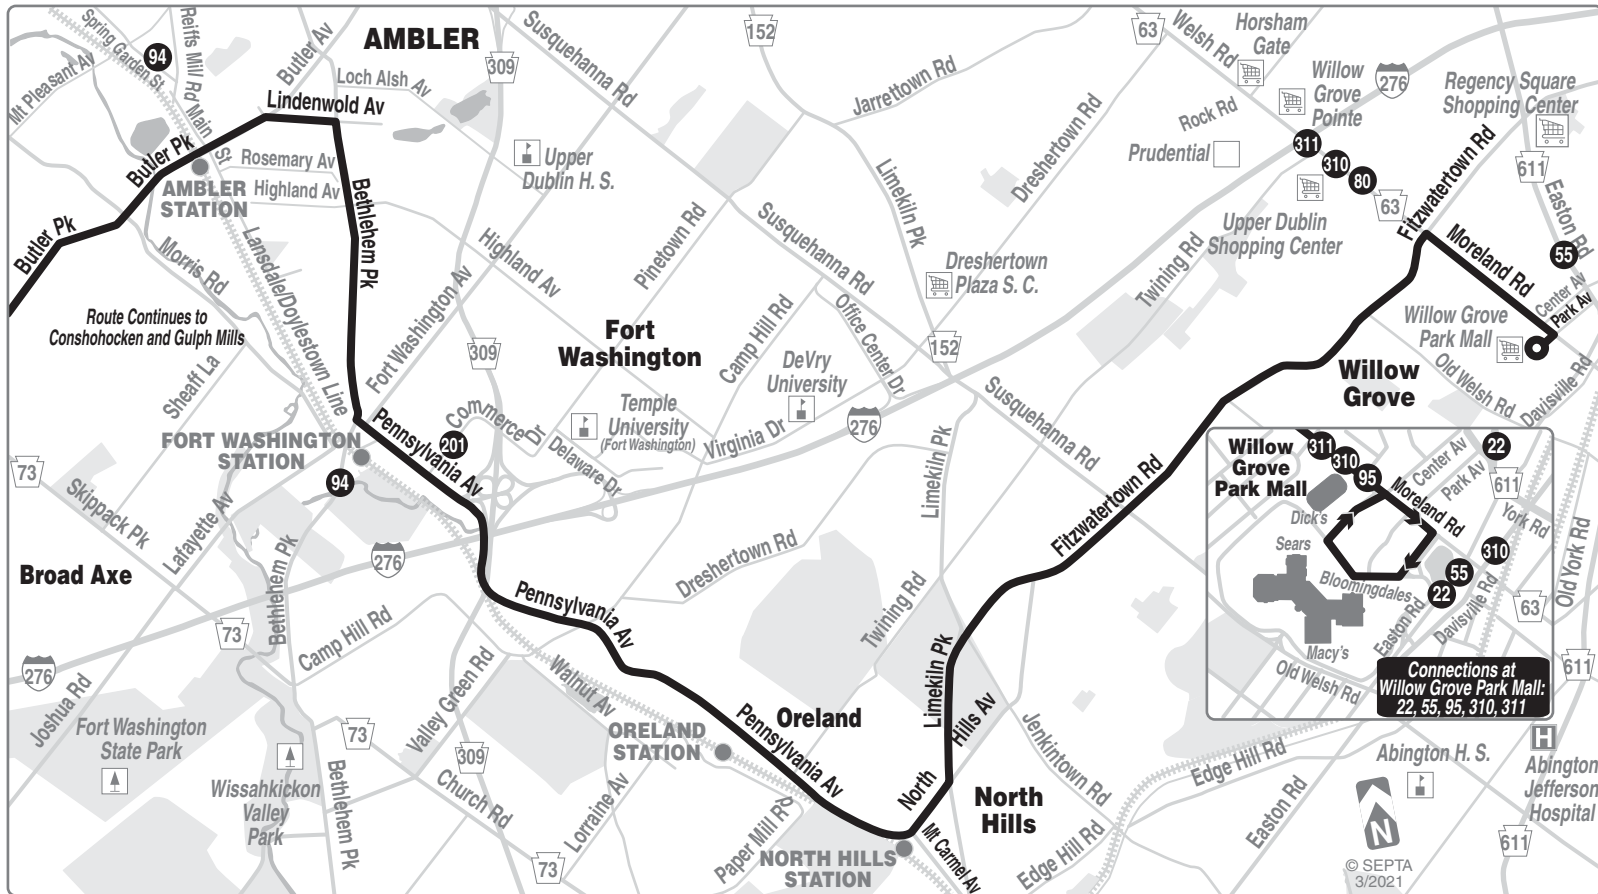 Spring Garden St
94
Reiffs Mill Rd
Mt Pleasant Av
Main
St
Butler Av
AMBLER
Loch Alsh Av
Lindenwold Av
309
Susquehanna Rd
152
Jarrettown Rd
63
Welsh Rd
Horsham
Gate
Willow
Grove
Pointe
276
Regency Square
Shopping Center
Rock Rd
Prudential
311
310
80
63
Upper Dublin
Shopping Center
Fitzwatertown Rd
611
Easton Rd
55
Moreland Rd
Center Av
Park Av
Willow Grove
Park Mall
Old Welsh Rd
Davisville Rd
Willow
Grove
Butler Pk
Butler Pk
AMBLER
STATION
Rosemary Av
Highland Av
Bethlehem Pk
Upper
Dublin H. S.
Morris Rd
Lansdale/Doylestown Line
Route Continues to
Conshohocken and Gulph Mills
Sheaff La
Fort Washington Av
309
Highland Av
Pinetown Rd
Susquehanna Rd
Limekiln Pk
Dreshertown Rd
Dreshertown
Plaza S. C.
Twining Rd
Fort
Washington
Camp Hill Rd
Office Center Dr
DeVry
University
152
276
Susquehanna Rd
Temple
University
(Fort Washington)
Virginia Dr
Commerce
Dr
Delaware Dr
201
Pennsylvania Av
FORT WASHINGTON
STATION
94
73
Skippack Pk
Lafayette Av
Bethlehem Pk
276
Broad Axe
73
Camp Hill Rd
276
Joshua Rd
Fort Washington
State Park
Wissahickon
Valley
Park
Bethlehem Pk
73
309
Valley Green Rd
Church Rd
73
Pennsylvania Av
Dreshertown Rd
Limekiln Pk
Fitzwatertown Rd
Twining Rd
Walnut Av
ORELAND
STATION
Pennsylvania Av
Oreland
Lorraine Av
Paper Mill Rd
NORTH HILLS
STATION
Limekiln Pk
North
Hills Av
Mt Carmel Av
North
Hills
Jenkintown Rd
Edge Hill Rd
Edge Hill Rd
Easton Rd
Willow
Grove
Park Mall
311
310
95
Moreland Rd
Center Av
Park Av
22
611
York Rd
Dick's
Sears
Bloomingdales
Macy's
55
22
310
Easton Rd
Davisville Rd
Old Welsh Rd
Connections at
Willow Grove Park Mall:
22, 55, 95, 310, 311
Old York Rd
63
611
H
Abington
Jefferson
Hospital
Abington H. S.
611
N
© SEPTA
3/2021